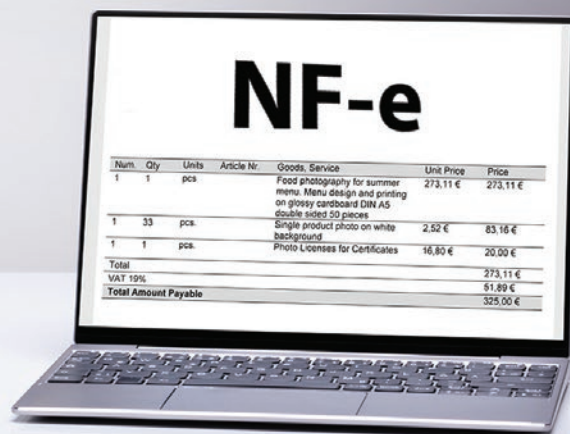 NF-e
Num. Qty Units Article Nr. Goods, Service Unit Price Price
1 1 pcs Food photography for summer 273,11 € 273,11 €
menu. Menu design and printing
on glossy cardboard DIN A5
double sided 50 pieces
1 33 pcs. Single product photo on white 2,52 € 83,16 €
background
1 1 pcs. Photo Licenses for Certificates 16,80 € 20,00 €
Total 273,11 €
VAT 19% 51,89 €
Total Amount Payable 325,00 €